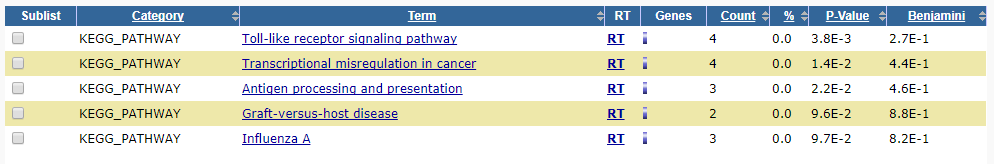 Sublist Category Term RT Genes Count % P-Value Benjamini
KEGG_PATHWAY Toll-like receptor signaling pathway RT 4 0.0 3.8E-3 2.7E-1
KEGG_PATHWAY Transcriptional misregulation in cancer RT 4 0.0 1.4E-2 4.4E-1
KEGG_PATHWAY Antigen processing and presentation RT 3 0.0 2.2E-2 4.6E-1
KEGG_PATHWAY Graft-versus-host disease RT 2 0.0 9.6E-2 8.8E-1
KEGG_PATHWAY Influenza A RT 3 0.0 9.7E-2 8.2E-1